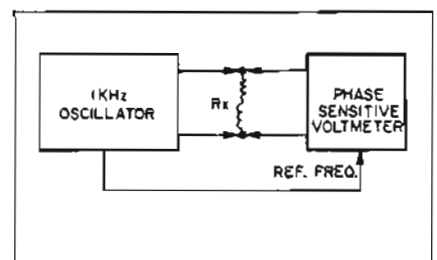 1KHz
OSCILLATOR
Rx
PHASE
SENSITIVE
VOLTMETER
REF. FREQ.